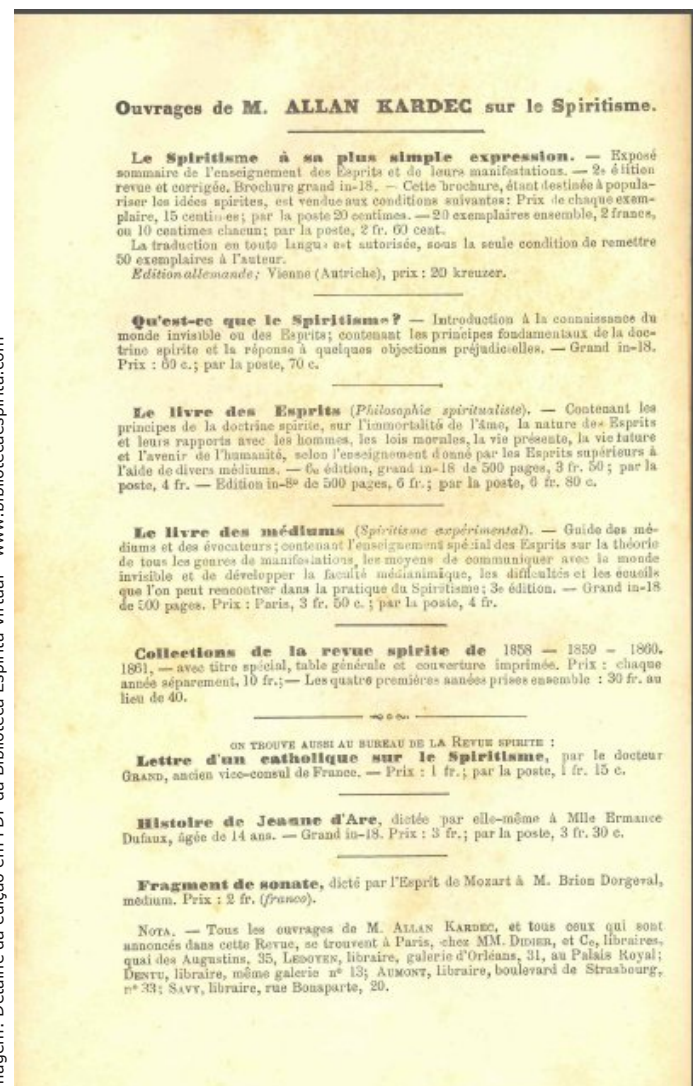 Ouvrages de M. ALLAN KARDEC sur le Spiritisme.
Le Spiritisme à sa plus simple expression. — Exposé
sommaire de l'enseignement des Esprits et de leurs manifestations. — 2e édition
revue et corrigée. Brochure grand in-18. — Cette brochure, étant destinée à popula-
riser les idées spirites, est vendue aux conditions suivantes: Prix de chaque exem-
plaire, 15 centimes; par la poste 20 centimes. — 20 exemplaires ensemble, 2 francs,
ou 10 centimes chacun; par la poste, 2 fr. 60 cent.
La traduction en toute langue est autorisée, sous la seule condition de remettre
50 exemplaires à l'auteur.
Edition allemande; Vienne (Autriche), prix : 20 kreuzer.
Qu'est-ce que le Spiritisme? — Introduction à la connaissance du
monde invisible ou des Esprits; contenant les principes fondamentaux de la doc-
trine spirite et la réponse à quelques objections préjudicielles. — Grand in-18.
Prix : 60 c.; par la poste, 70 c.
Le livre des Esprits (Philosophie spiritualiste). — Contenant les
principes de la doctrine spirite, sur l'immortalité de l'âme, la nature des Esprits
et leurs rapports avec les hommes, les lois morales, la vie présente, la vie future
et l'avenir de l'humanité, selon l'enseignement donné par les Esprits supérieurs à
l'aide de divers médiums. — 6e édition, grand in-18 de 500 pages, 3 fr. 50; par la
poste, 4 fr. — Edition in-8° de 500 pages, 6 fr.; par la poste, 6 fr. 80 c.
Le livre des médiums (Spiritisme expérimental). — Guide des mé-
diums et des évocateurs; contenant l'enseignement spécial des Esprits sur la théorie
de tous les genres de manifestations, les moyens de communiquer avec le monde
invisible et de développer la faculté médianimique, les difficultés et les écueils
que l'on peut rencontrer dans la pratique du Spiritisme; 3e édition. — Grand in-18
de 500 pages. Prix : Paris, 3 fr. 50 c.; par la poste, 4 fr.
Collections de la revue spirite de 1858 — 1859 — 1860.
1861, — avec titre spécial, table générale et couverture imprimée. Prix : chaque
année séparement, 10 fr.; — Les quatre premières années prises ensemble : 30 fr. au
lieu de 40.
ON TROUVE AUSSI AU BUREAU DE LA REVUE SPIRITE :
Lettre d'un catholique sur le Spiritisme, par le docteur
GRAND, ancien vice-consul de France. — Prix : 1 fr.; par la poste, 1 fr. 15 c.
Histoire de Jeanne d'Arc, dictée par elle-même à Mlle Ermance
Dufaux, âgée de 14 ans. — Grand in-18. Prix : 3 fr.; par la poste, 3 fr. 30 c.
Fragment de sonate, dicté par l'Esprit de Mozart à M. Brion Dorgeval,
médium. Prix : 2 fr. (franco).
NOTA. — Tous les ouvrages de M. ALLAN KARDEC, et tous ceux qui sont
annoncés dans cette Revue, se trouvent à Paris, chez MM. DIDIER, et Ce, libraires,
quai des Augustins, 35, LEDOYEN, libraire, galerie d'Orléans, 31, au Palais Royal;
DENTU, libraire, même galerie n° 13; AUMONT, libraire, boulevard de Strasbourg,
n° 33; SAVY, libraire, rue Bonaparte, 20.